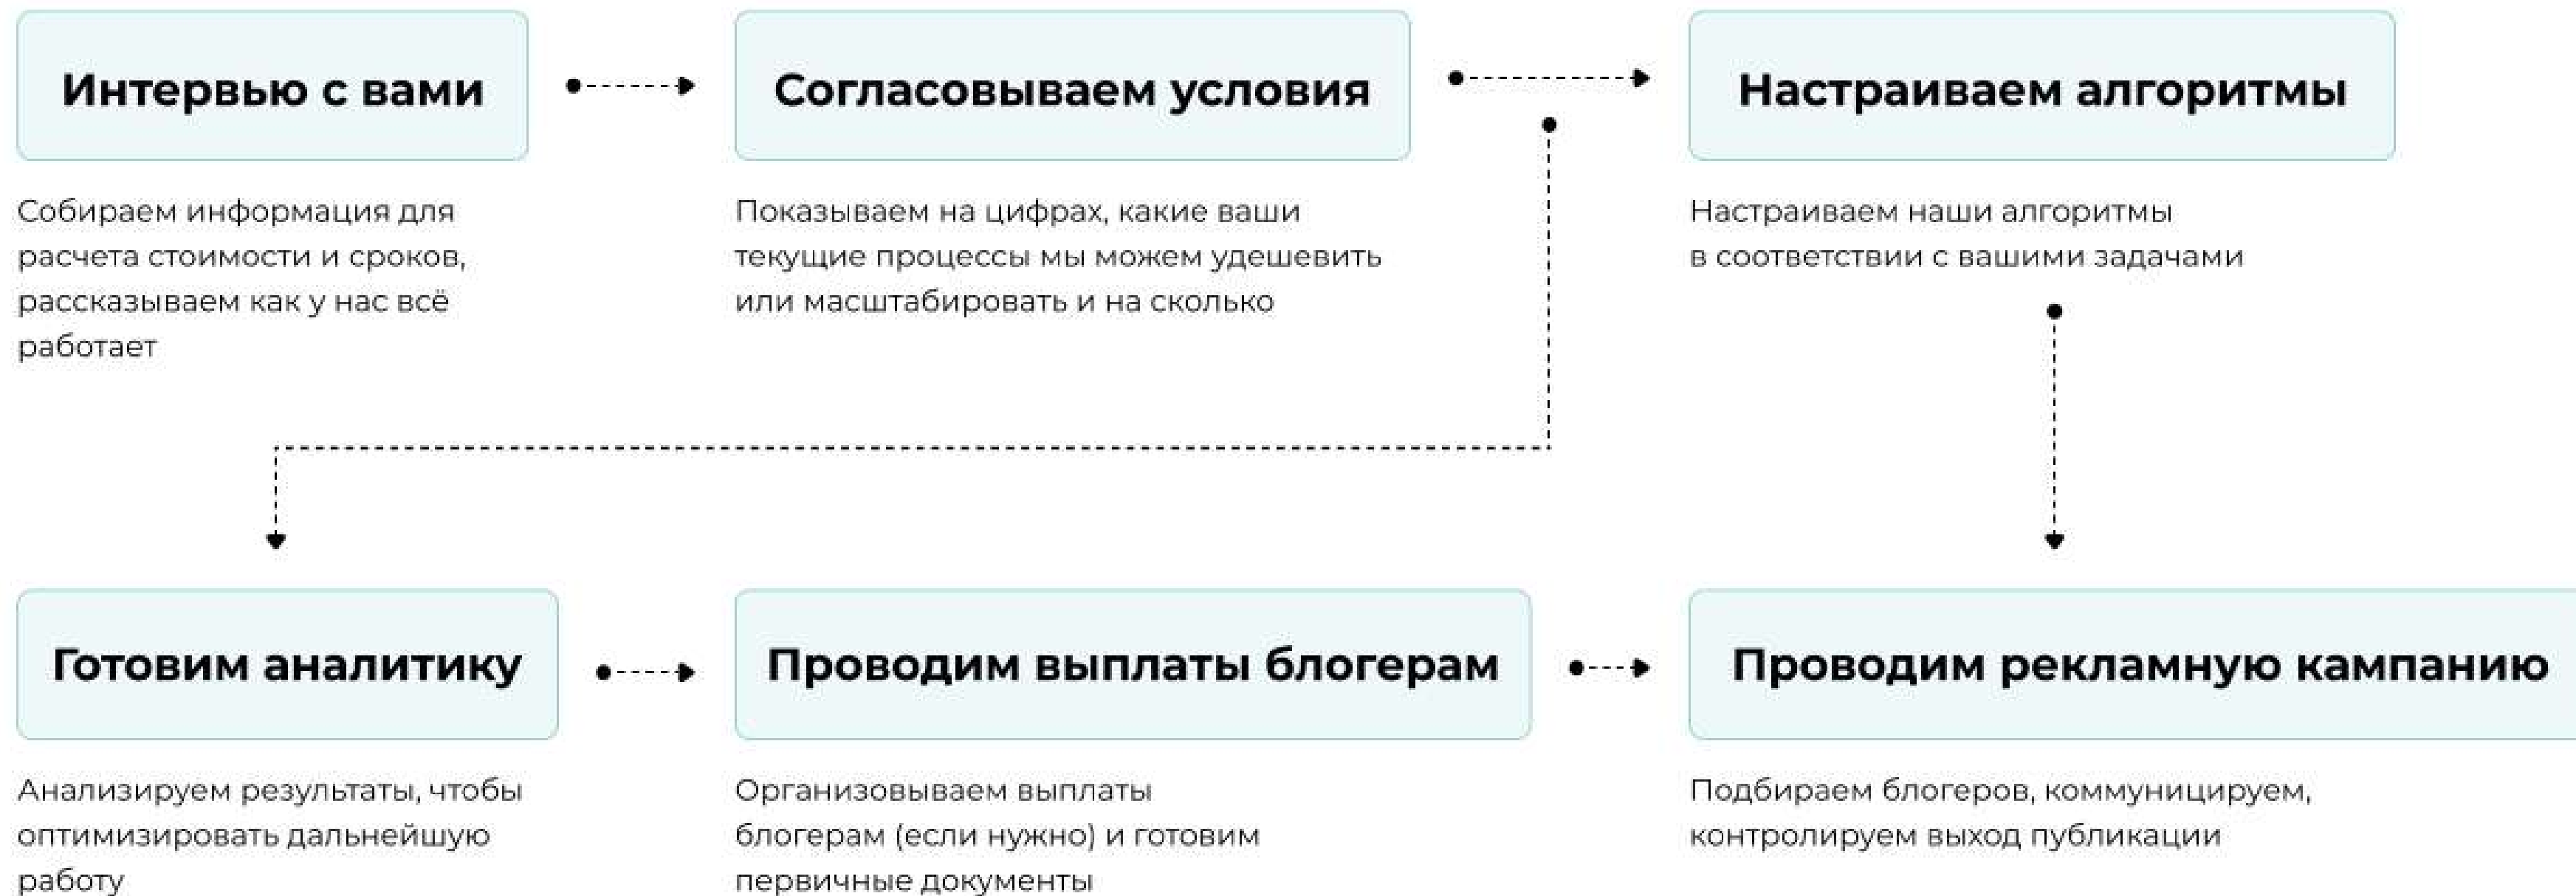 Интервью с вами
Собираем информация для
расчета стоимости и сроков,
рассказываем как у нас всё
работает
Согласовываем условия
Показываем на цифрах, какие ваши
текущие процессы мы можем удешевить
или масштабировать и на сколько
Настраиваем алгоритмы
Настраиваем наши алгоритмы
в соответствии с вашими задачами
Готовим аналитику
Анализируем результаты, чтобы
оптимизировать дальнейшую
работу
Проводим выплаты блогерам
Организовываем выплаты
блогерам (если нужно) и готовим
первичные документы
Проводим рекламную кампанию
Подбираем блогеров, коммуницируем,
контролируем выход публикации